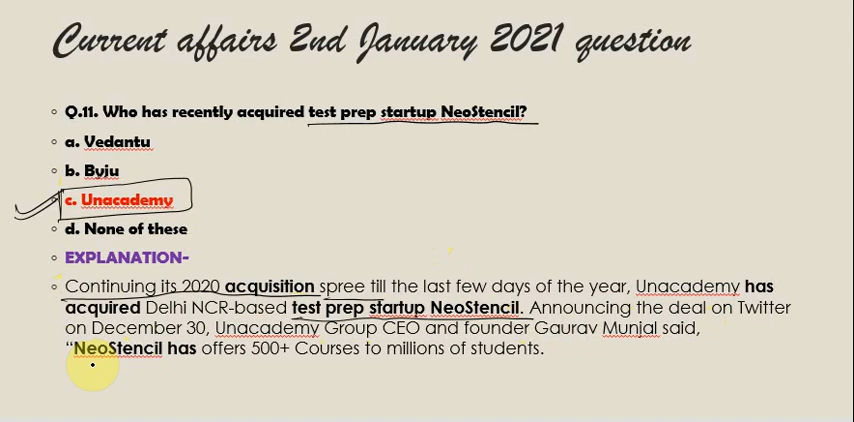 Current affairs 2nd January 2021 question
Q.11. Who has recently acquired test prep startup NeoStencil?
a. Vedantu
b. Byju
c. Unacademy
d. None of these
EXPLANATION-
Continuing its 2020 acquisition spree till the last few days of the year, Unacademy has
acquired Delhi NCR-based test prep startup NeoStencil. Announcing the deal on Twitter
on December 30, Unacademy Group CEO and founder Gaurav Munjal said,
“NeoStencil has offers 500+ Courses to millions of students.